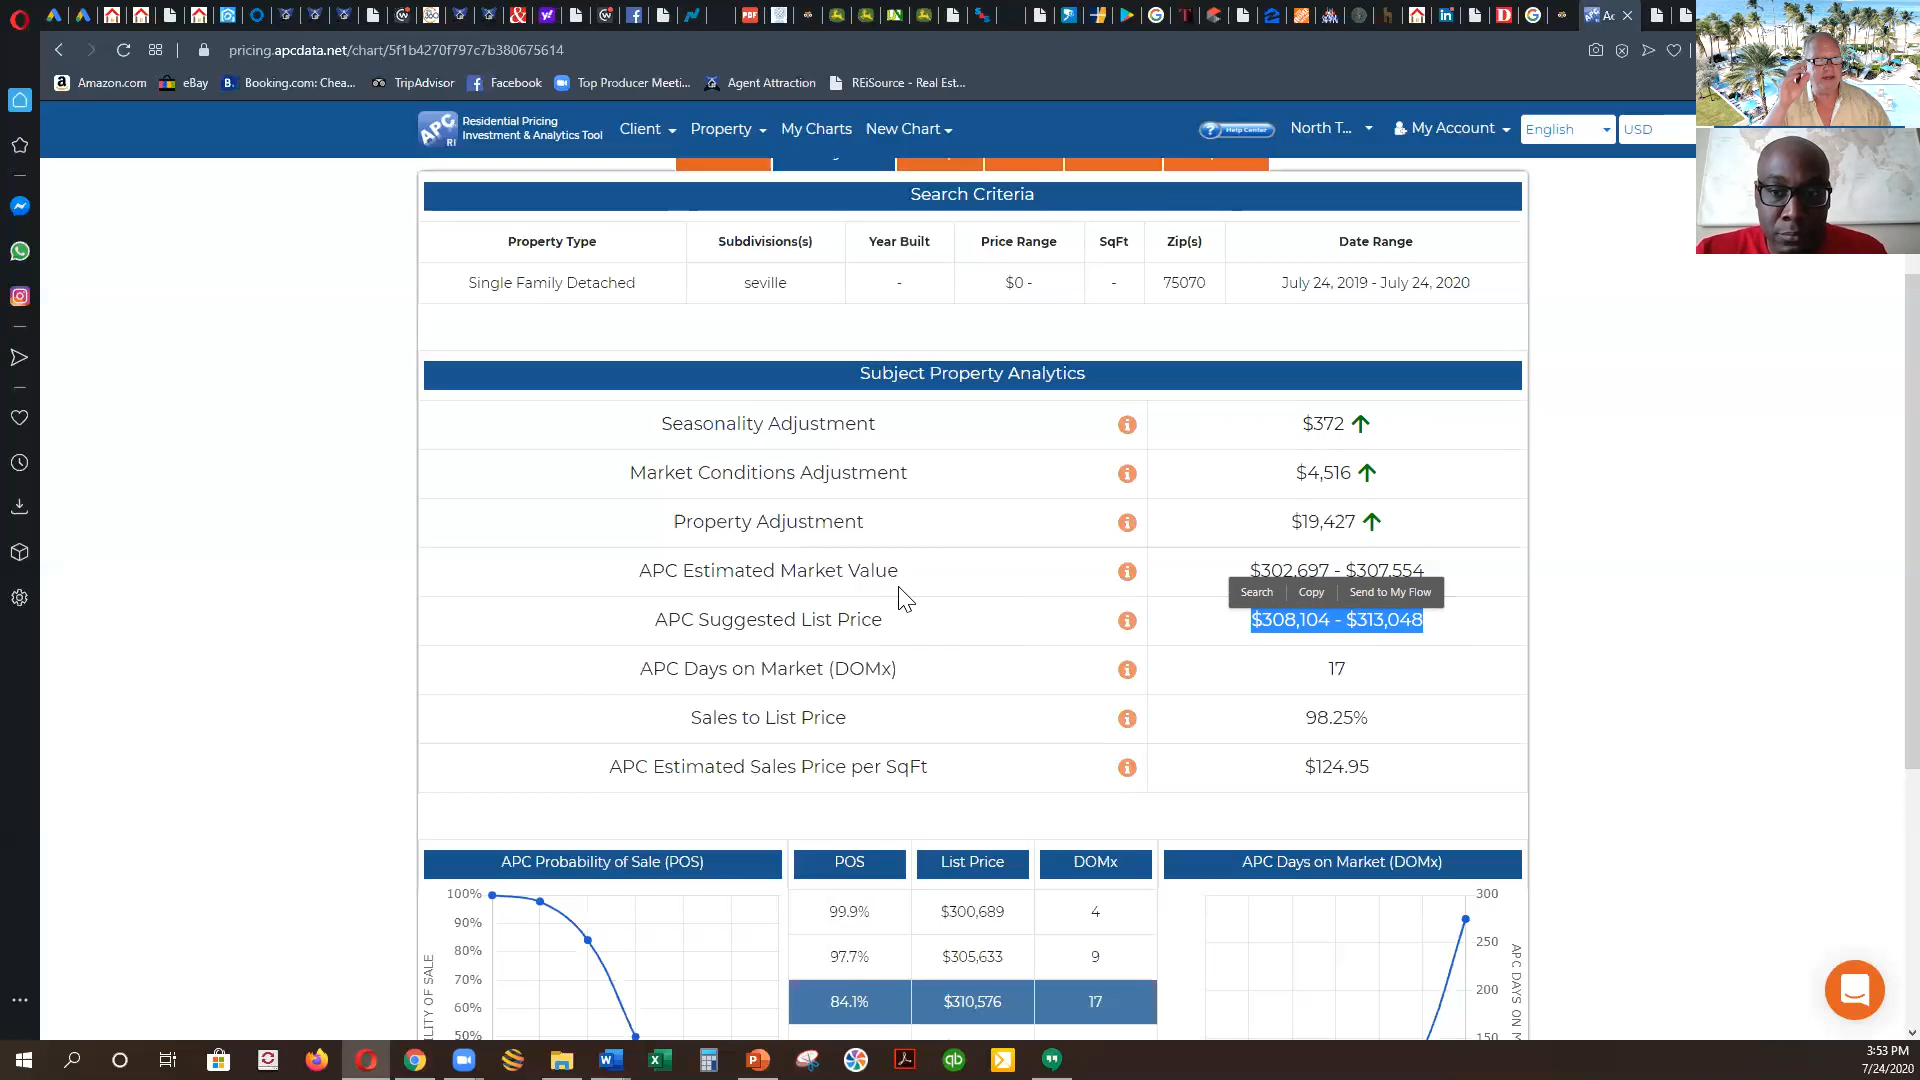 pricing.apcdata.net/chart/5f1b4270f797c7b380675614
Amazon.com
eBay
Booking.com: Chea...
TripAdvisor
Facebook
Top Producer Meeti...
Agent Attraction
REiSource - Real Est...
APC RI
Residential Pricing
Investment & Analytics Tool
Client
Property
My Charts
New Chart
Help Center
North T...
My Account
English
USD
Search Criteria
Property Type Subdivisions(s) Year Built Price Range SqFt Zip(s) Date Range
Single Family Detached seville - $0 - - 75070 July 24, 2019 - July 24, 2020
Subject Property Analytics
Seasonality Adjustment $372
Market Conditions Adjustment $4,516
Property Adjustment $19,427
APC Estimated Market Value $302,697 - $307,554
Search Copy Send to My Flow
APC Suggested List Price $308,104 - $313,048
APC Days on Market (DOMx) 17
Sales to List Price 98.25%
APC Estimated Sales Price per SqFt $124.95
APC Probability of Sale (POS)
100%
90%
80%
70%
60%
50%
POS List Price DOMx
99.9% $300,689 4
97.7% $305,633 9
84.1% $310,576 17
APC Days on Market (DOMx)
300
250
200
150
3:53 PM
7/24/2020